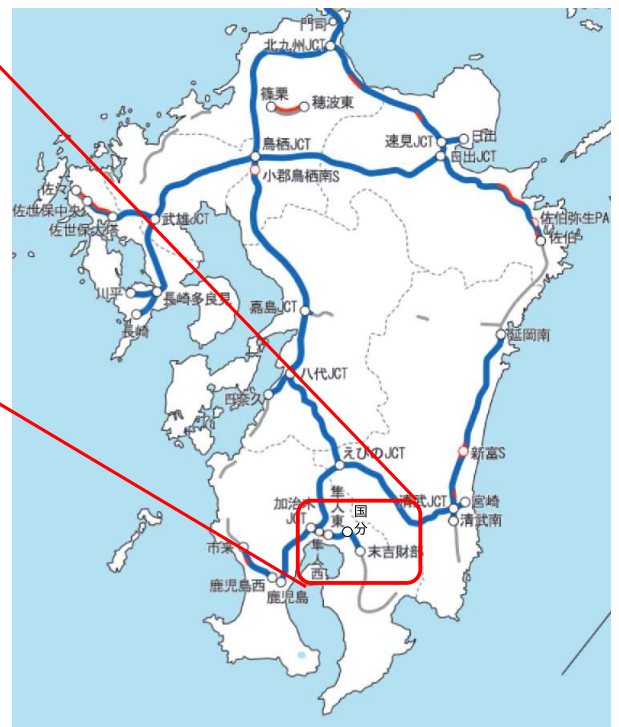 門司
北九州JCT
篠栗
穂波東
鳥栖JCT
小郡鳥栖南S
速見JCT
日出
日出JCT
佐世保中央
佐世保大塔
武雄JCT
佐伯弥生PA
佐伯
川平
長崎多良見
長崎
嘉島JCT
延岡南
八代JCT
日奈久
えびのJCT
新富S
加治木
JCT
隼人東
国分
清武JCT
宮崎
清武南
市来
隼人西
末吉財部
鹿児島西
鹿児島